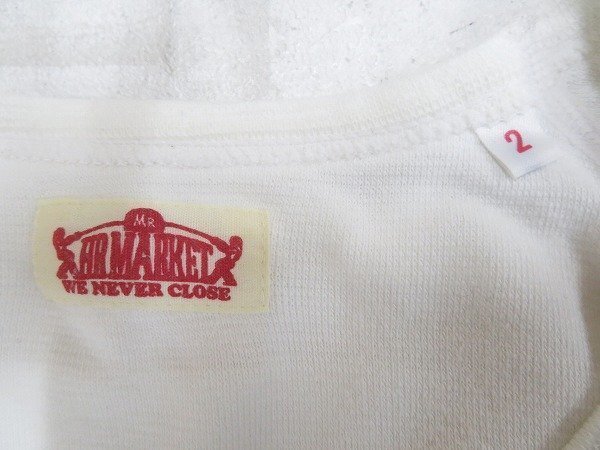 MR
HR.MARKET
WE NEVER CLOSE
2